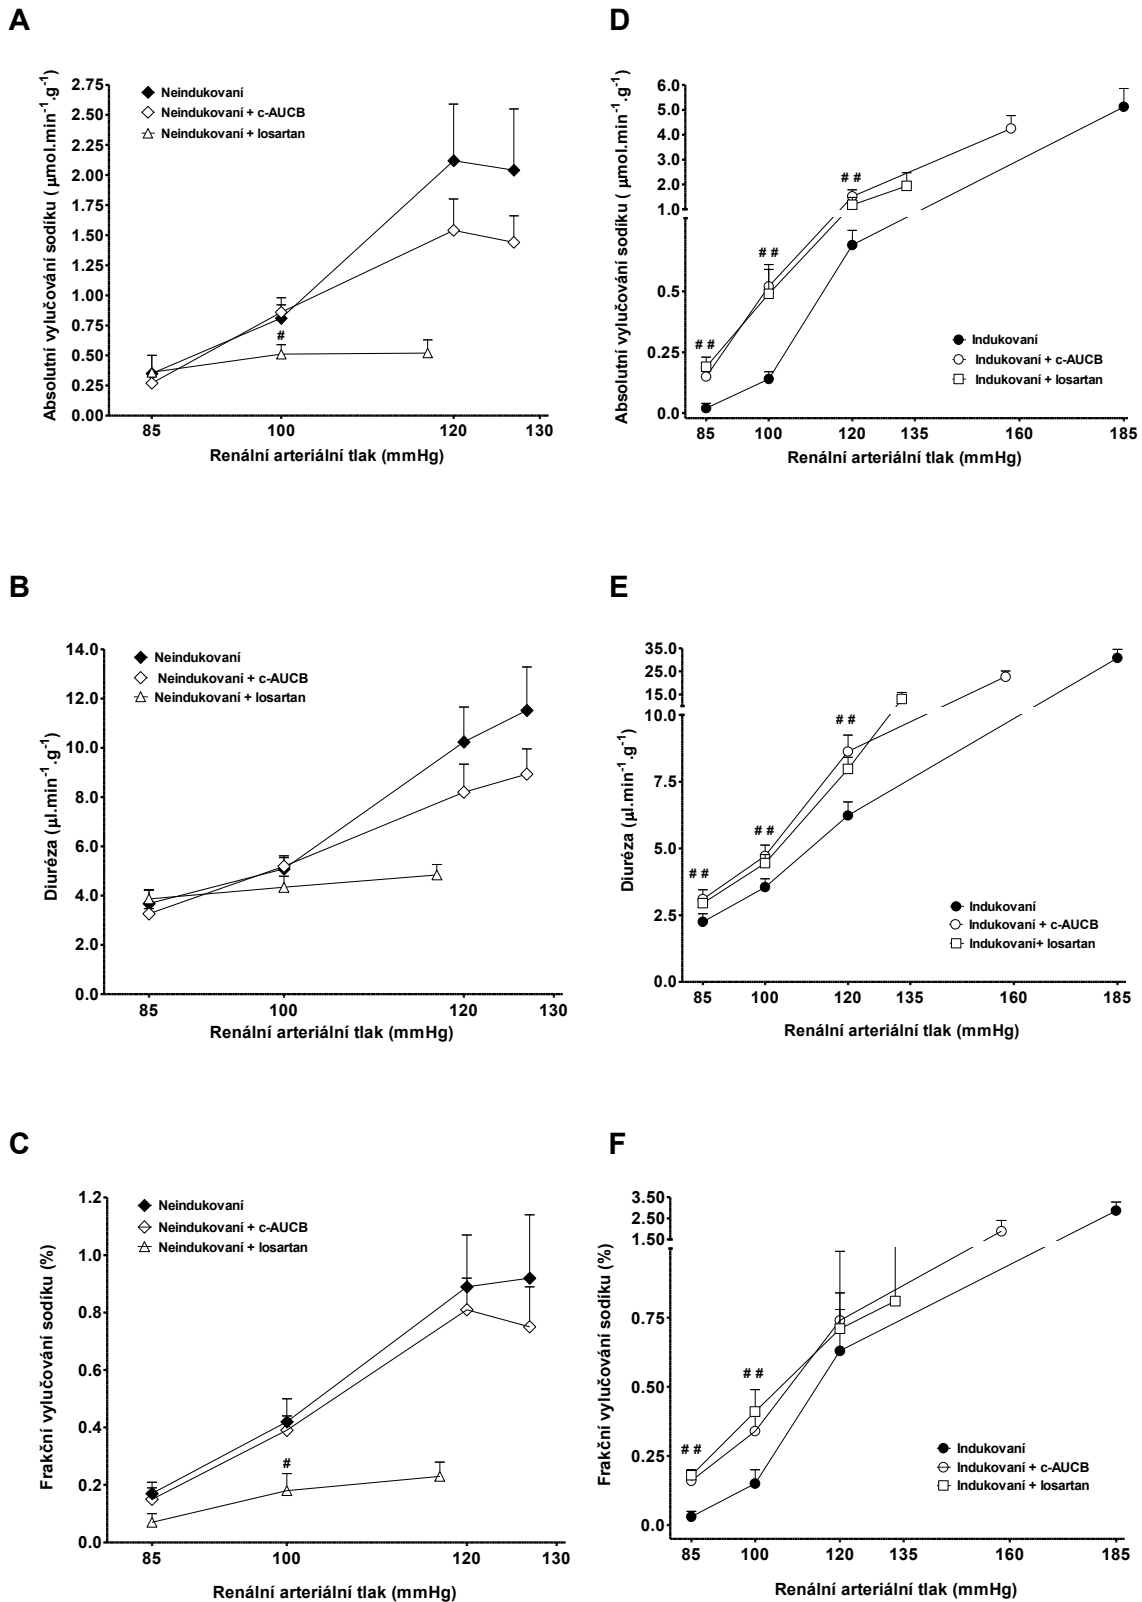 A
Absolutní vylučování sodíku ( µmol.min⁻¹.g⁻¹)
2.75
2.50
2.25
2.00
1.75
1.50
1.25
1.00
0.75
0.50
0.25
0.00
Neindukovaní
Neindukovaní + c-AUCB
Neindukovaní + losartan
#
85 100 120 130
Renální arteriální tlak (mmHg)
D
Absolutní vylučování sodíku ( µmol.min⁻¹.g⁻¹)
6.0
5.0
4.0
3.0
2.0
1.0
0.5
0.25
0.0
# #
# #
# #
Indukovaní
Indukovaní + c-AUCB
Indukovaní + losartan
85 100 120 135 160 185
Renální arteriální tlak (mmHg)
B
Diuréza (µl.min⁻¹.g⁻¹)
14.0
12.0
10.0
8.0
6.0
4.0
2.0
0.0
Neindukovaní
Neindukovaní + c-AUCB
Neindukovaní + losartan
85 100 120 130
Renální arteriální tlak (mmHg)
E
Diuréza (µl.min⁻¹.g⁻¹)
35.0
25.0
15.0
10.0
7.5
5.0
2.5
0.0
# #
# #
# #
Indukovaní
Indukovaní + c-AUCB
Indukovaní+ losartan
85 100 120 135 160 185
Renální arteriální tlak (mmHg)
C
Frakční vylučování sodíku (%)
1.2
1.0
0.8
0.6
0.4
0.2
0.0
Neindukovaní
Neindukovaní + c-AUCB
Neindukovaní + losartan
#
85 100 120 130
Renální arteriální tlak (mmHg)
F
Frakční vylučování sodíku (%)
3.50
2.50
1.50
0.75
0.50
0.25
0.0
# #
# #
Indukovaní
Indukovaní + c-AUCB
Indukovaní + losartan
85 100 120 135 160 185
Renální arteriální tlak (mmHg)